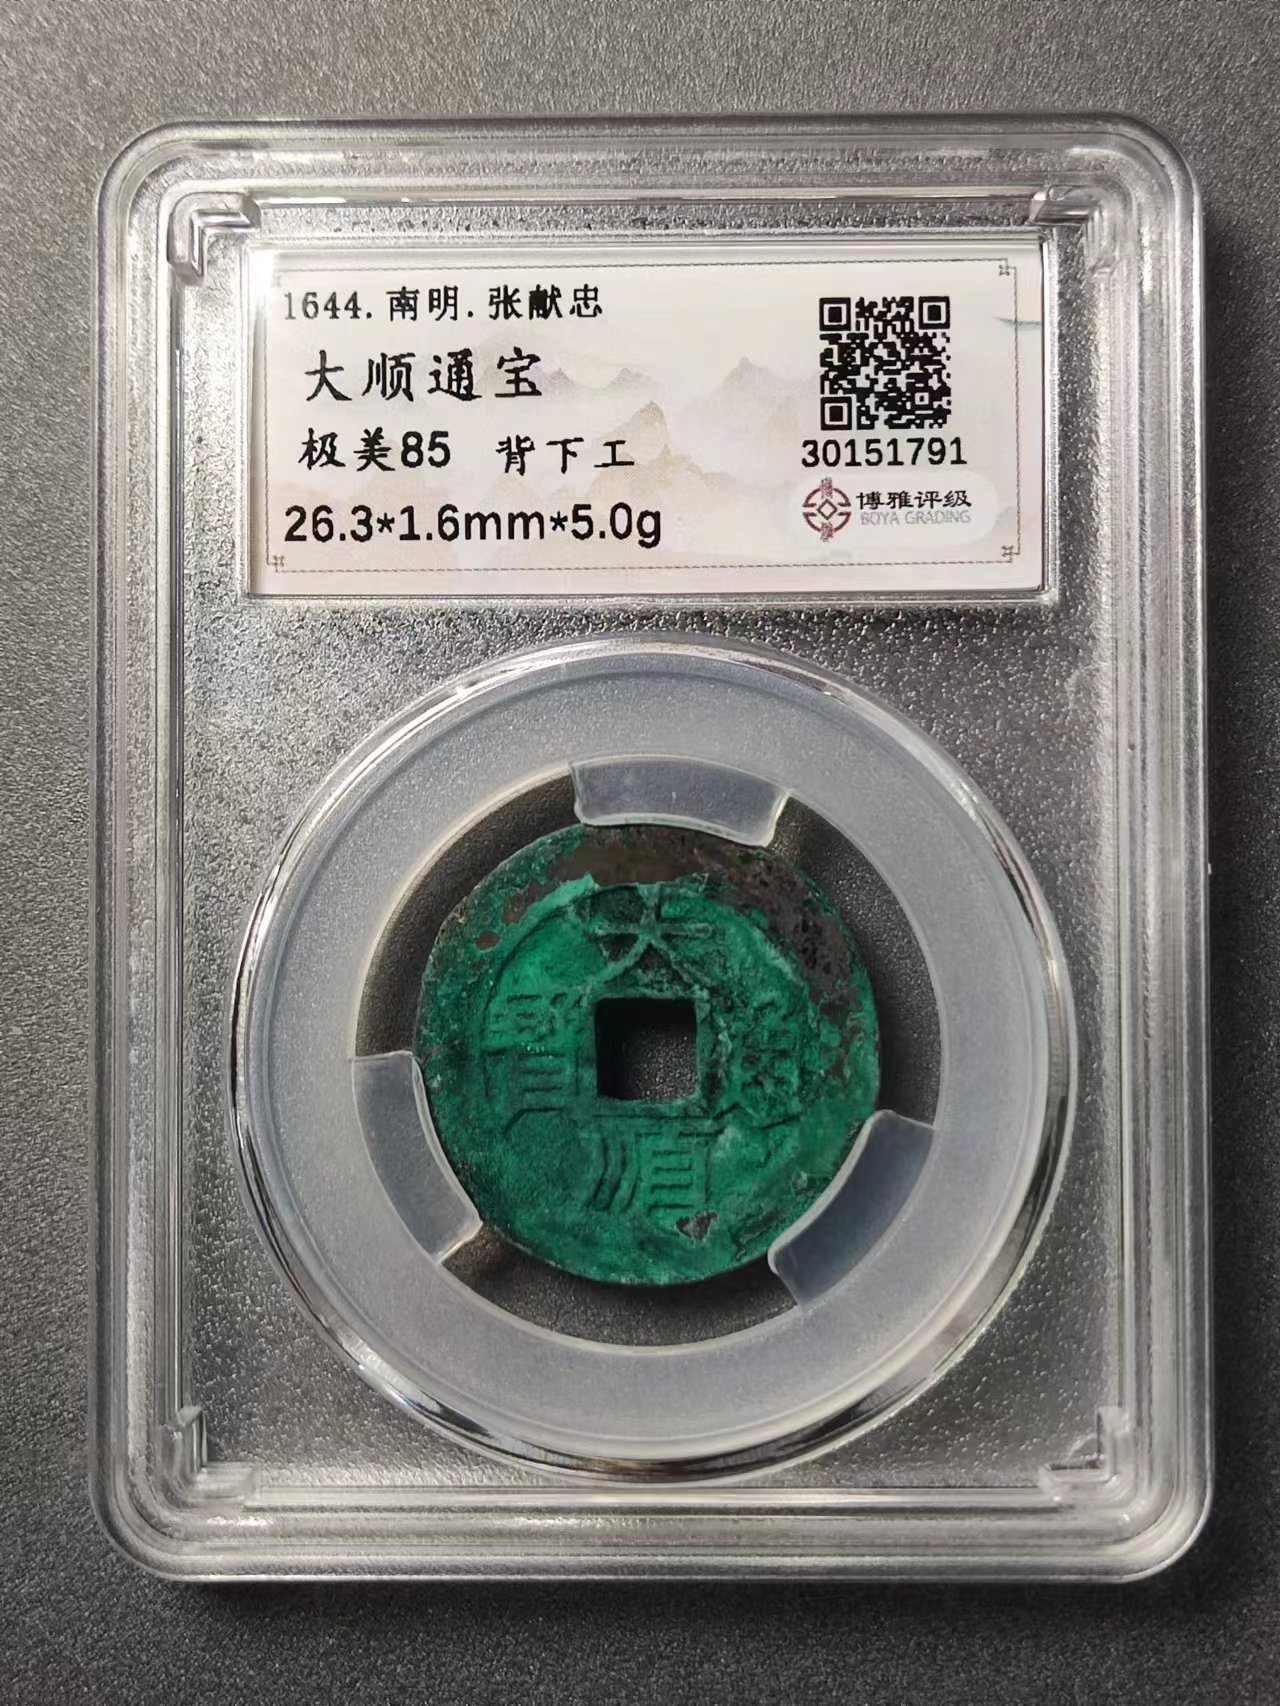 1644.南明.张献忠
大顺通宝
极美85 背下工
26.3*1.6mm*5.0g
30151791
博雅评级
BOYA GRADING
大
寶 通
順